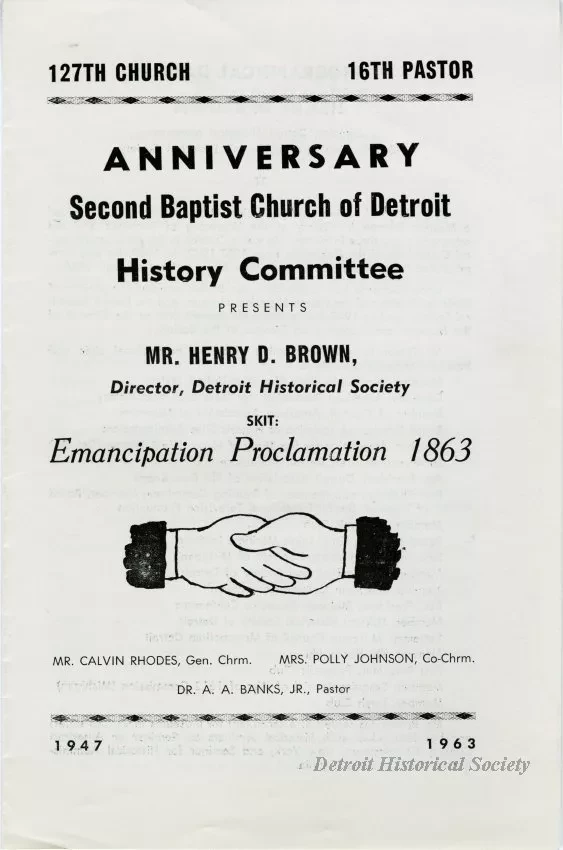 127TH CHURCH 16TH PASTOR
ANNIVERSARY
Second Baptist Church of Detroit
History Committee
PRESENTS
MR. HENRY D. BROWN,
Director, Detroit Historical Society
SKIT:
Emancipation Proclamation 1863
MR. CALVIN RHODES, Gen. Chrm. MRS. POLLY JOHNSON, Co-Chrm.
DR. A. A. BANKS, JR., Pastor
1947 1963
Detroit Historical Society